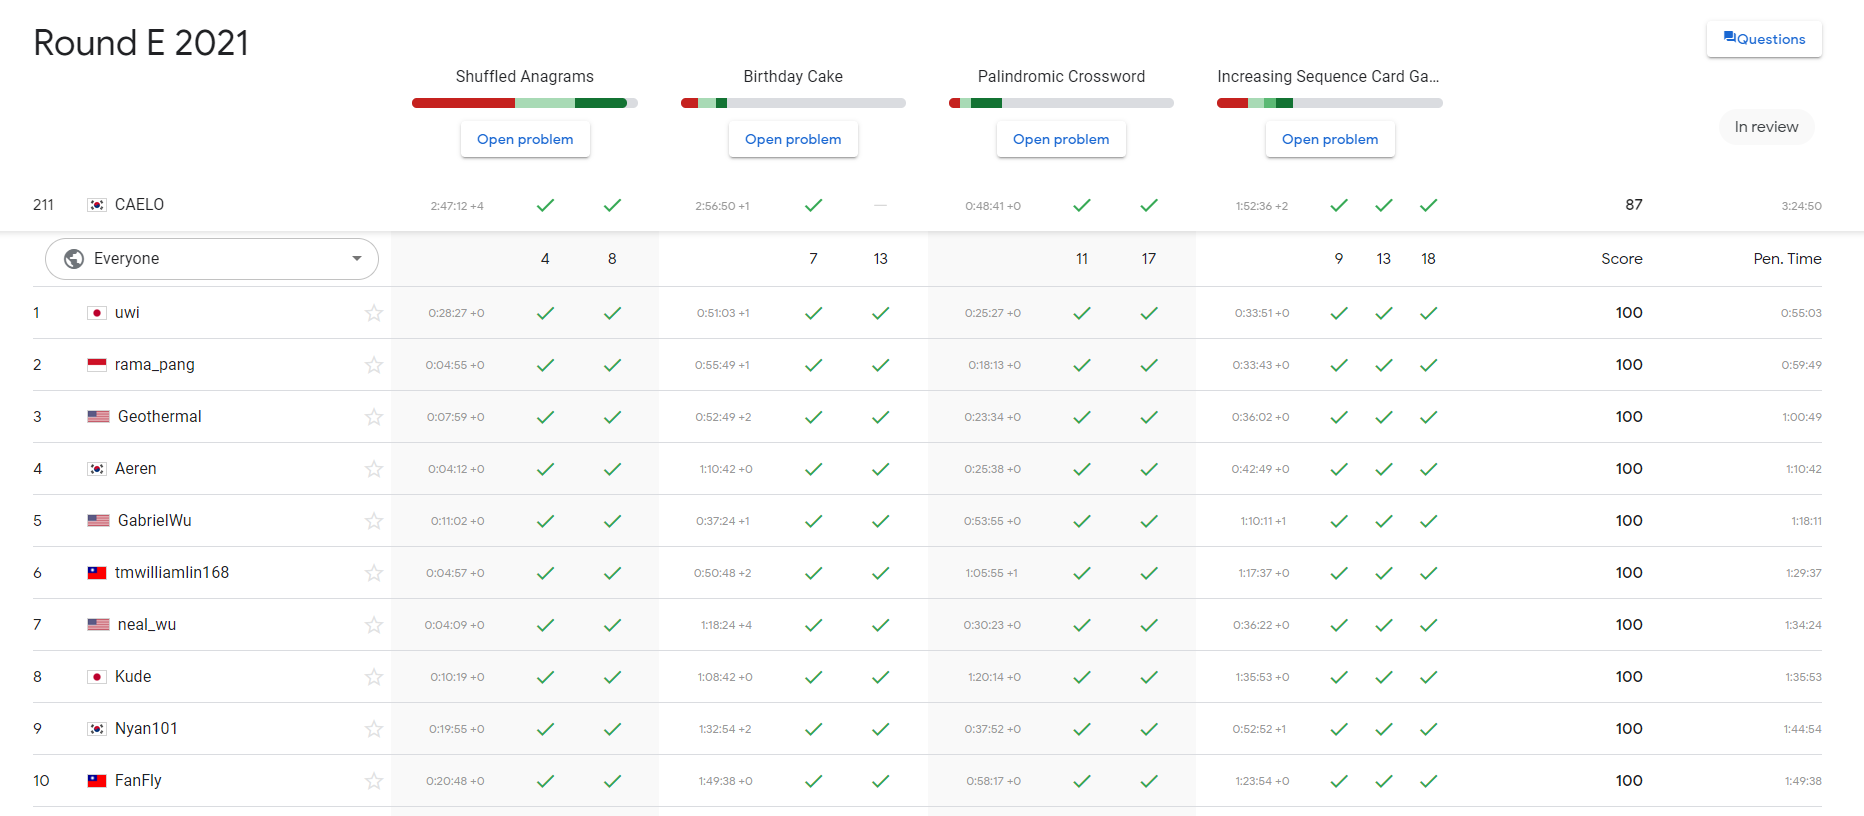 Round E 2021
Questions
Shuffled Anagrams Birthday Cake Palindromic Crossword Increasing Sequence Card Ga...
Open problem Open problem Open problem Open problem
In review
211 CAELO 2:47:12 +4 2:56:50 +1 — 0:48:41 +0 1:52:36 +2 87 3:24:50
Everyone 4 8 7 13 11 17 9 13 18 Score Pen. Time
1 uwi 0:28:27 +0 0:51:03 +1 0:25:27 +0 0:33:51 +0 100 0:55:03
2 rama_pang 0:04:55 +0 0:55:49 +1 0:18:13 +0 0:33:43 +0 100 0:59:49
3 Geothermal 0:07:59 +0 0:52:49 +2 0:23:34 +0 0:36:02 +0 100 1:00:49
4 Aeren 0:04:12 +0 1:10:42 +0 0:25:38 +0 0:42:49 +0 100 1:10:42
5 GabrielWu 0:11:02 +0 0:37:24 +1 0:53:55 +0 1:10:11 +1 100 1:18:11
6 tmwilliamlin168 0:04:57 +0 0:50:48 +2 1:05:55 +1 1:17:37 +0 100 1:29:37
7 neal_wu 0:04:09 +0 1:18:24 +4 0:30:23 +0 0:36:22 +0 100 1:34:24
8 Kude 0:10:19 +0 1:08:42 +0 1:20:14 +0 1:35:53 +0 100 1:35:53
9 Nyan101 0:19:55 +0 1:32:54 +2 0:37:52 +0 0:52:52 +1 100 1:44:54
10 FanFly 0:20:48 +0 1:49:38 +0 0:58:17 +0 1:23:54 +0 100 1:49:38